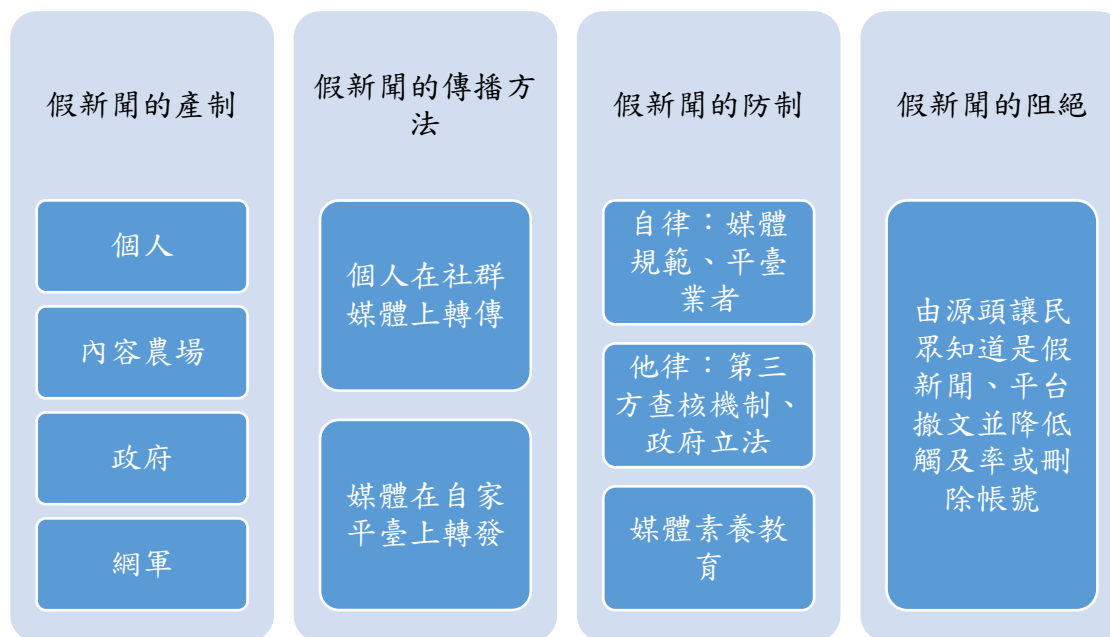 假新聞的產制
個人
內容農場
政府
網軍
假新聞的傳播方
法
個人在社群
媒體上轉傳
媒體在自家
平臺上轉發
假新聞的防制
自律：媒體
規範、平臺
業者
他律：第三
方查核機制、
政府立法
媒體素養教
育
假新聞的阻絕
由源頭讓民
眾知道是假
新聞、平台
撤文並降低
觸及率或刪
除帳號